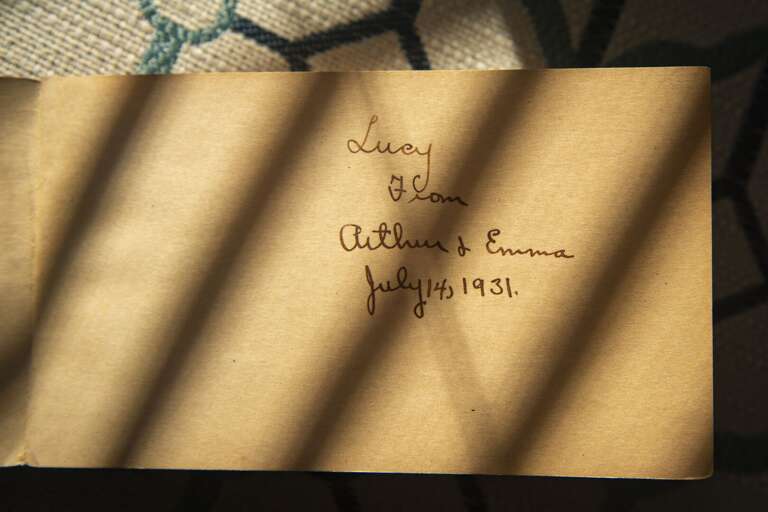 Lucy
From
Arthur & Emma
July 14, 1931.